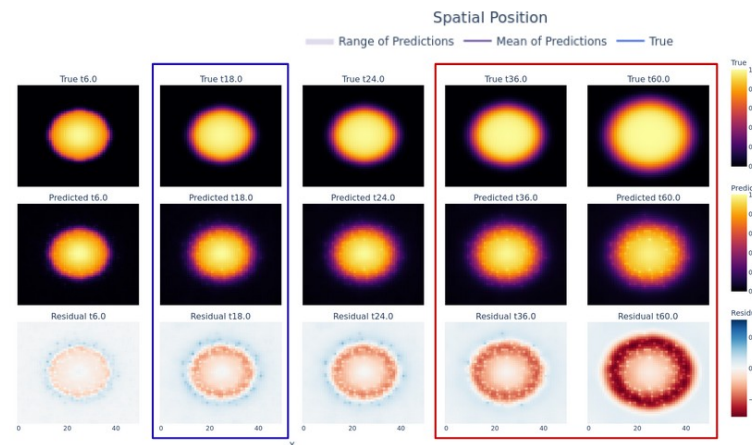 Spatial Position
Range of Predictions Mean of Predictions True
True t6.0 True t18.0 True t24.0 True t36.0 True t60.0 True
Predicted t6.0 Predicted t18.0 Predicted t24.0 Predicted t36.0 Predicted t60.0
Residual t6.0 Residual t18.0 Residual t24.0 Residual t36.0 Residual t60.0
0 20 40 0 20 40 0 20 40 0 20 40 0 20 40